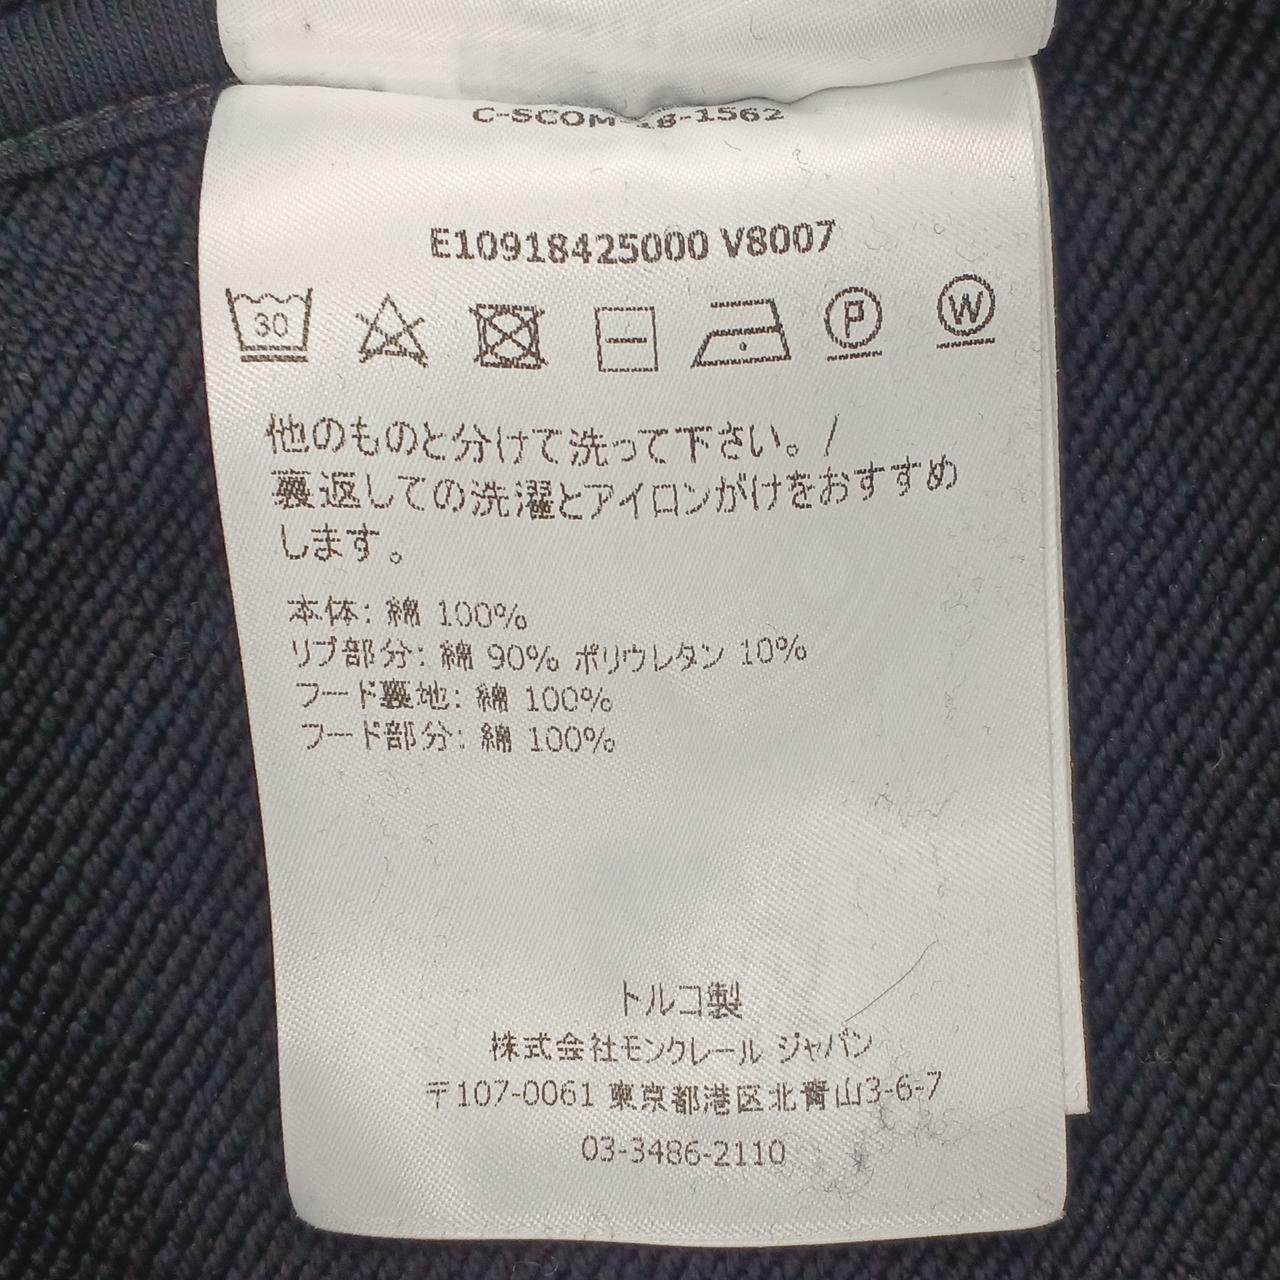 C-SCOM-18-1562
E10918425000 V8007
30
P
W
他のものと分けて洗って下さい。/
裏返しての洗濯とアイロンがけをおすすめ
します。
本体: 綿 100%
リブ部分: 綿 90% ポリウレタン 10%
フード裏地: 綿 100%
フード部分: 綿 100%
トルコ製
株式会社モンクレール ジャパン
〒107-0061 東京都港区北青山3-6-7
03-3486-2110